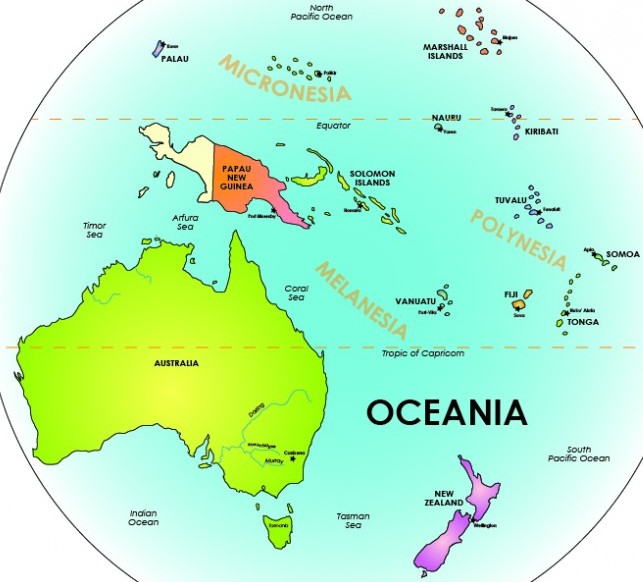 North
Pacific Ocean
MARSHALL
ISLANDS
Majuro
Koror
PALAU
MICRONESIA
Palikir
NAURU
Yaren
Tarawa
KIRIBATI
Equator
PAPAU
NEW
GUINEA
Port Moresby
SOLOMON
ISLANDS
Honiara
TUVALU
Funafuti
Timor
Sea
Arfura
Sea
POLYNESIA
Apia
SOMOA
Coral
Sea
MELANESIA
VANUATU
Port-Vila
FIJI
Suva
Nuku' Alofa
TONGA
Tropic of Capricorn
AUSTRALIA
OCEANIA
Darling
Murray
Canberra
South
Pacific Ocean
NEW
ZEALAND
Wellington
Indian
Ocean
Tasmania
Tasman
Sea